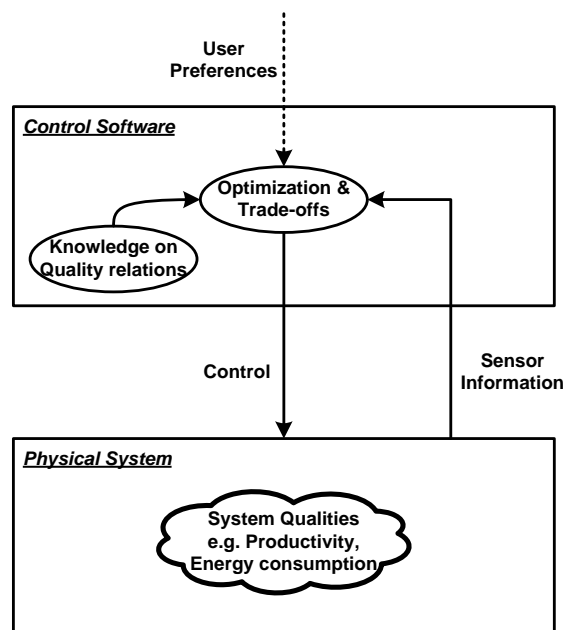 User
Preferences
Control Software
Optimization &
Trade-offs
Knowledge on
Quality relations
Control
Sensor
Information
Physical System
System Qualities
e.g. Productivity,
Energy consumption